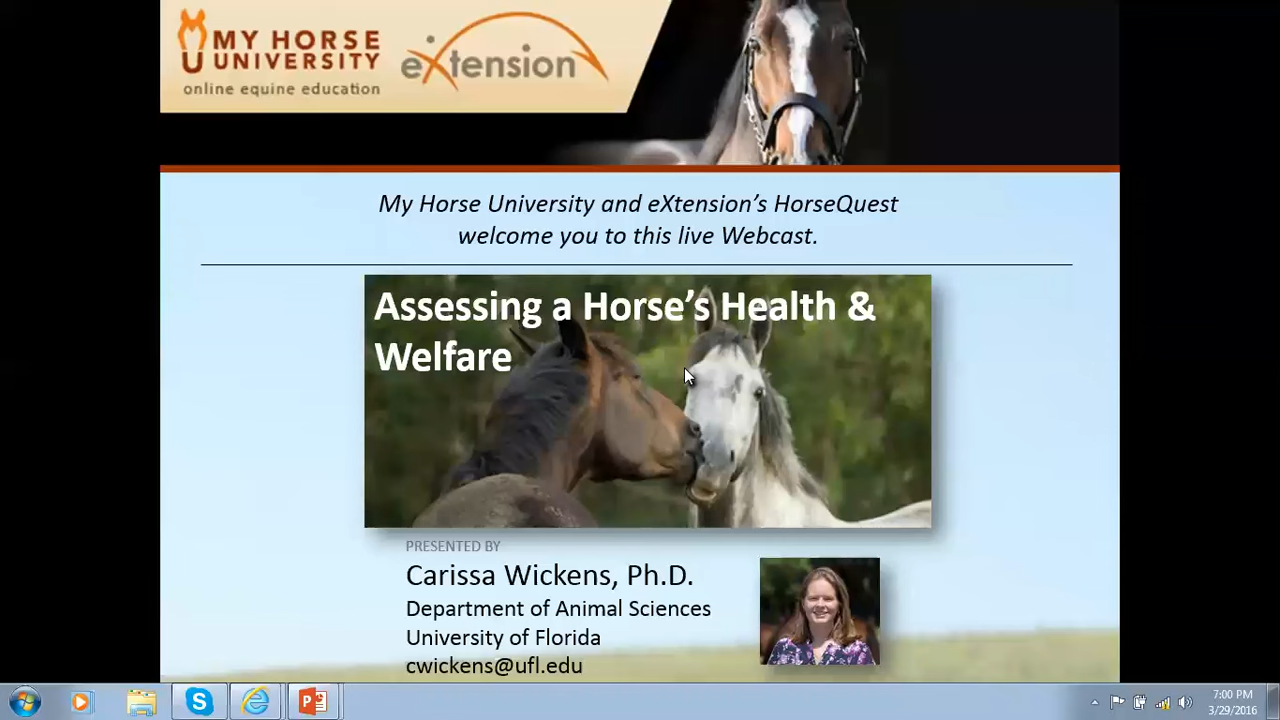 MY HORSE
UNIVERSITY
online equine education
eXtension
My Horse University and eXtension's HorseQuest
welcome you to this live Webcast.
Assessing a Horse's Health &
Welfare
PRESENTED BY
Carissa Wickens, Ph.D.
Department of Animal Sciences
University of Florida
cwickens@ufl.edu
7:00 PM
3/29/2016